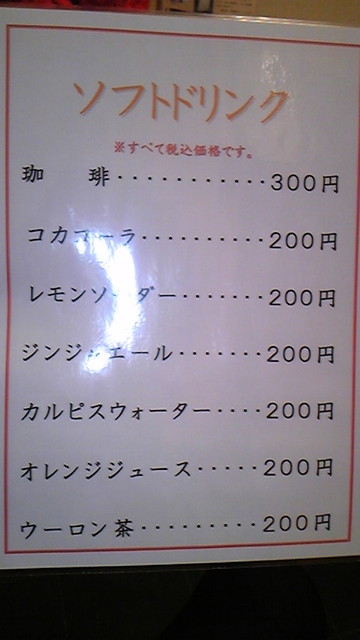 ソフトドリンク
※すべて税込価格です。
珈　琲・・・・・・・・・・・300円
コカコーラ・・・・・・・・・・200円
レモンソーダー・・・・・・・200円
ジンジャエール・・・・・・・200円
カルピスウォーター・・・・200円
オレンジジュース・・・・・200円
ウーロン茶・・・・・・・・・200円